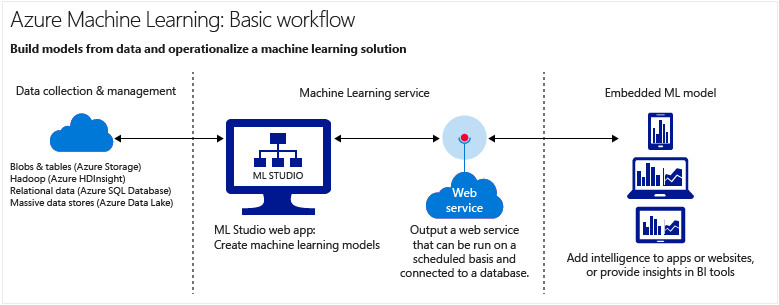 Azure Machine Learning: Basic workflow
Build models from data and operationalize a machine learning solution
Data collection & management
Machine Learning service
Embedded ML model
Blobs & tables (Azure Storage)
Hadoop (Azure HDInsight)
Relational data (Azure SQL Database)
Massive data stores (Azure Data Lake)
ML STUDIO
ML Studio web app:
Create machine learning models
Web
service
Output a web service
that can be run on a
scheduled basis and
connected to a database.
Add intelligence to apps or websites,
or provide insights in BI tools